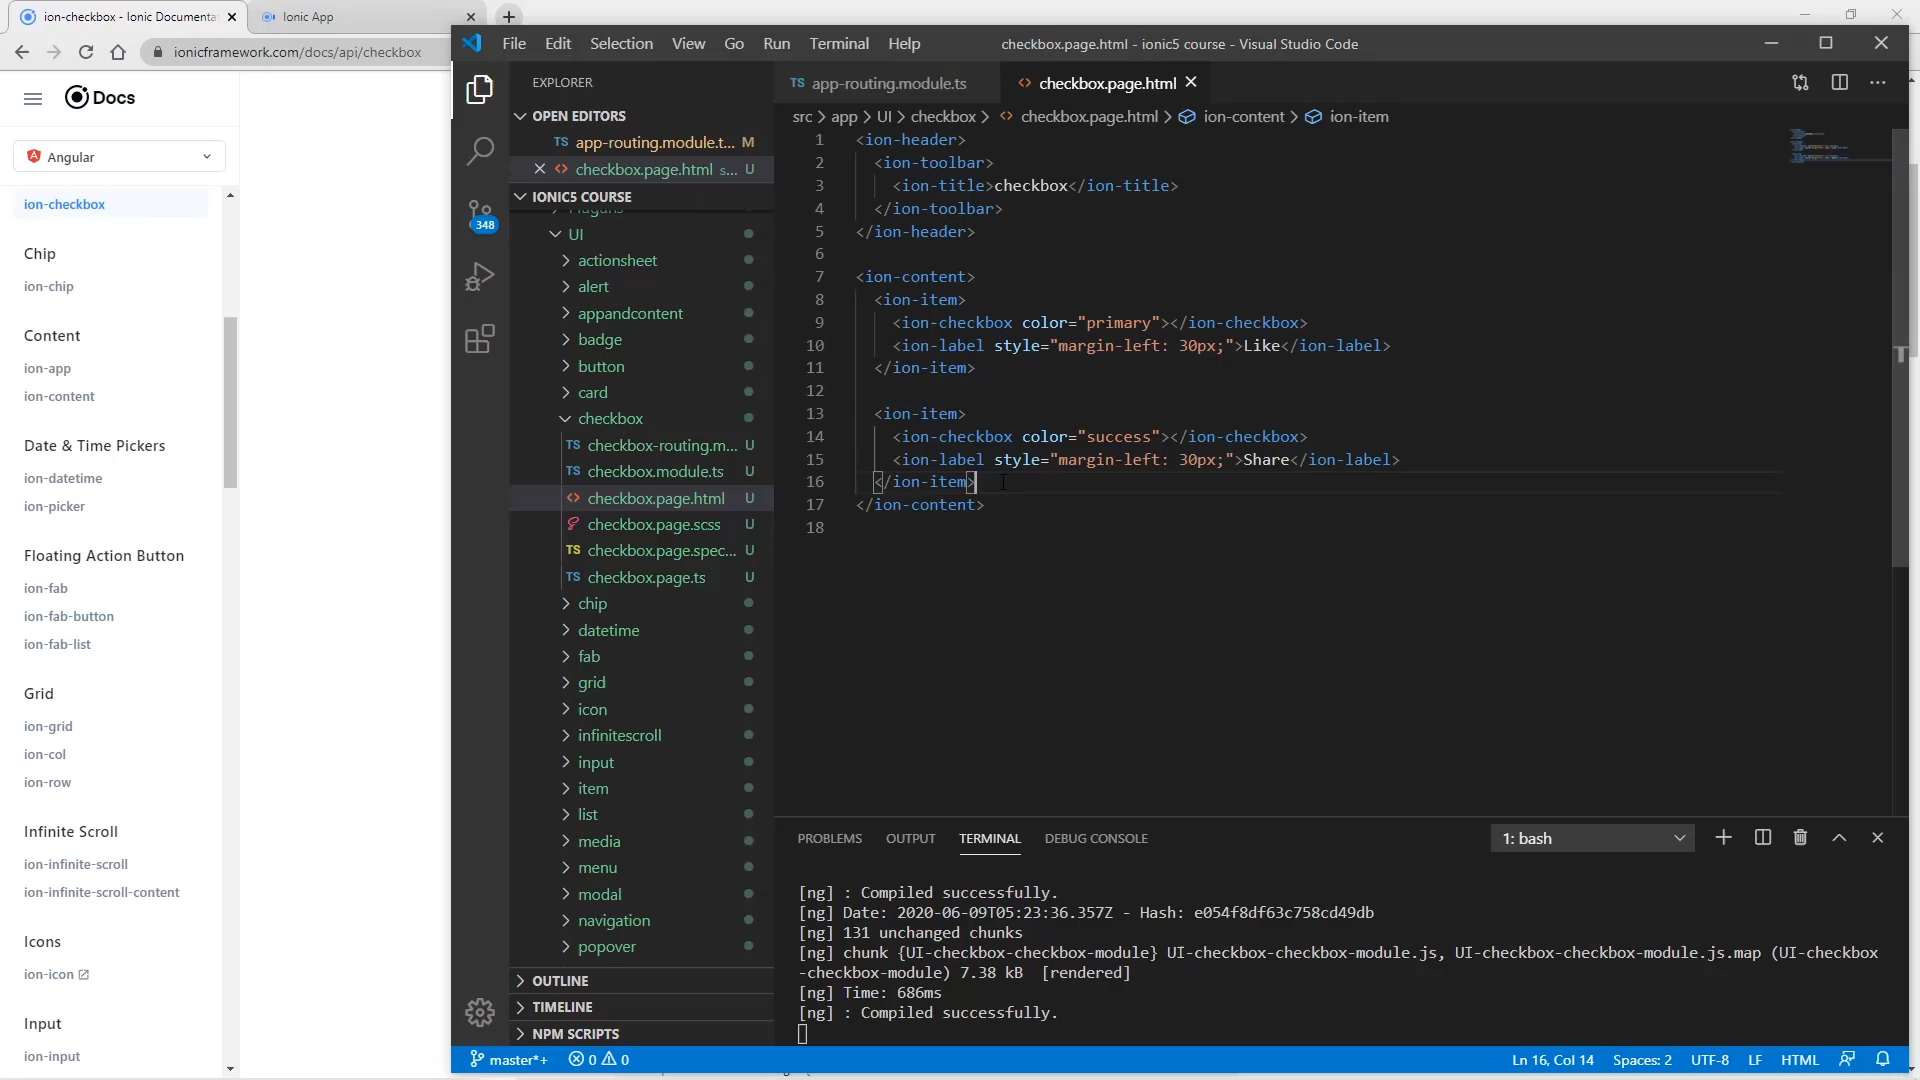 ion-checkbox - Ionic Documenta
Ionic App
ionicframework.com/docs/api/checkbox
Docs
Angular
ion-checkbox
Chip
ion-chip
Content
ion-app
ion-content
Date & Time Pickers
ion-datetime
ion-picker
Floating Action Button
ion-fab
ion-fab-button
ion-fab-list
Grid
ion-grid
ion-col
ion-row
Infinite Scroll
ion-infinite-scroll
ion-infinite-scroll-content
Icons
ion-icon
Input
ion-input
File Edit Selection View Go Run Terminal Help
checkbox.page.html - ionic5 course - Visual Studio Code
348
EXPLORER
OPEN EDITORS
TS app-routing.module.t... M
<> checkbox.page.html s... U
IONIC5 COURSE
UI
actionsheet
alert
appandcontent
badge
button
card
checkbox
TS checkbox-routing.m... U
TS checkbox.module.ts U
<> checkbox.page.html U
checkbox.page.scss U
TS checkbox.page.spec... U
TS checkbox.page.ts U
chip
datetime
fab
grid
icon
infinitescroll
input
item
list
media
menu
modal
navigation
popover
OUTLINE
TIMELINE
NPM SCRIPTS
TS app-routing.module.ts
<> checkbox.page.html
src > app > UI > checkbox > <> checkbox.page.html > ion-content > ion-item
1 <ion-header>
2 <ion-toolbar>
3 <ion-title>checkbox</ion-title>
4 </ion-toolbar>
5 </ion-header>
6
7 <ion-content>
8 <ion-item>
9 <ion-checkbox color="primary"></ion-checkbox>
10 <ion-label style="margin-left: 30px;">Like</ion-label>
11 </ion-item>
12
13 <ion-item>
14 <ion-checkbox color="success"></ion-checkbox>
15 <ion-label style="margin-left: 30px;">Share</ion-label>
16 </ion-item>
17 </ion-content>
18
PROBLEMS OUTPUT TERMINAL DEBUG CONSOLE
1: bash
[ng] : Compiled successfully.
[ng] Date: 2020-06-09T05:23:36.357Z - Hash: e054f8df63c758cd49db
[ng] 131 unchanged chunks
[ng] chunk {UI-checkbox-checkbox-module} UI-checkbox-checkbox-module.js, UI-checkbox-checkbox-module.js.map (UI-checkbox
-checkbox-module) 7.38 kB [rendered]
[ng] Time: 686ms
[ng] : Compiled successfully.
master*+ 0 0
Ln 16, Col 14 Spaces: 2 UTF-8 LF HTML